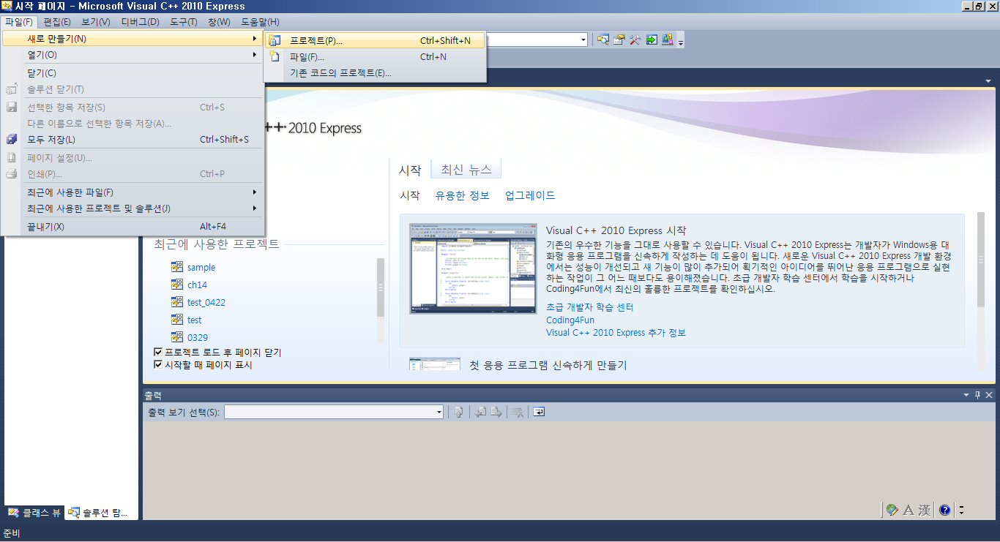 시작 페이지 - Microsoft Visual C++ 2010 Express
파일(F) 편집(E) 보기(V) 디버그(D) 도구(T) 창(W) 도움말(H)
새로 만들기(N)
열기(O)
닫기(C)
솔루션 닫기(T)
선택한 항목 저장(S) Ctrl+S
다른 이름으로 선택한 항목 저장(A)...
모두 저장(L) Ctrl+Shift+S
페이지 설정(U)...
인쇄(P)... Ctrl+P
최근에 사용한 파일(F)
최근에 사용한 프로젝트 및 솔루션(J)
끝내기(X) Alt+F4
프로젝트(P)... Ctrl+Shift+N
파일(F)... Ctrl+N
기존 코드의 프로젝트(E)...
++ 2010 Express
최근에 사용한 프로젝트
sample
ch14
test_0422
test
0329
프로젝트 로드 후 페이지 닫기
시작할 때 페이지 표시
시작 최신 뉴스
시작 유용한 정보 업그레이드
Visual C++ 2010 Express 시작
기존의 우수한 기능을 그대로 사용할 수 있습니다. Visual C++ 2010 Express는 개발자가 Windows용 대
화형 응용 프로그램을 신속하게 작성하는 데 도움이 됩니다. 새로운 Visual C++ 2010 Express 개발 환경
에서는 성능이 개선되고 새 기능이 많이 추가되어 획기적인 아이디어를 뛰어난 응용 프로그램으로 실현
하는 작업이 그 어느 때보다도 용이해졌습니다. 초급 개발자 학습 센터에서 학습을 시작하거나
Coding4Fun에서 최신의 훌륭한 프로젝트를 확인하십시오.
초급 개발자 학습 센터
Coding4Fun
Visual C++ 2010 Express 추가 정보
첫 응용 프로그램 신속하게 만들기
출력
출력 보기 선택(S):
클래스 뷰 솔루션 탐...
A 漢
준비